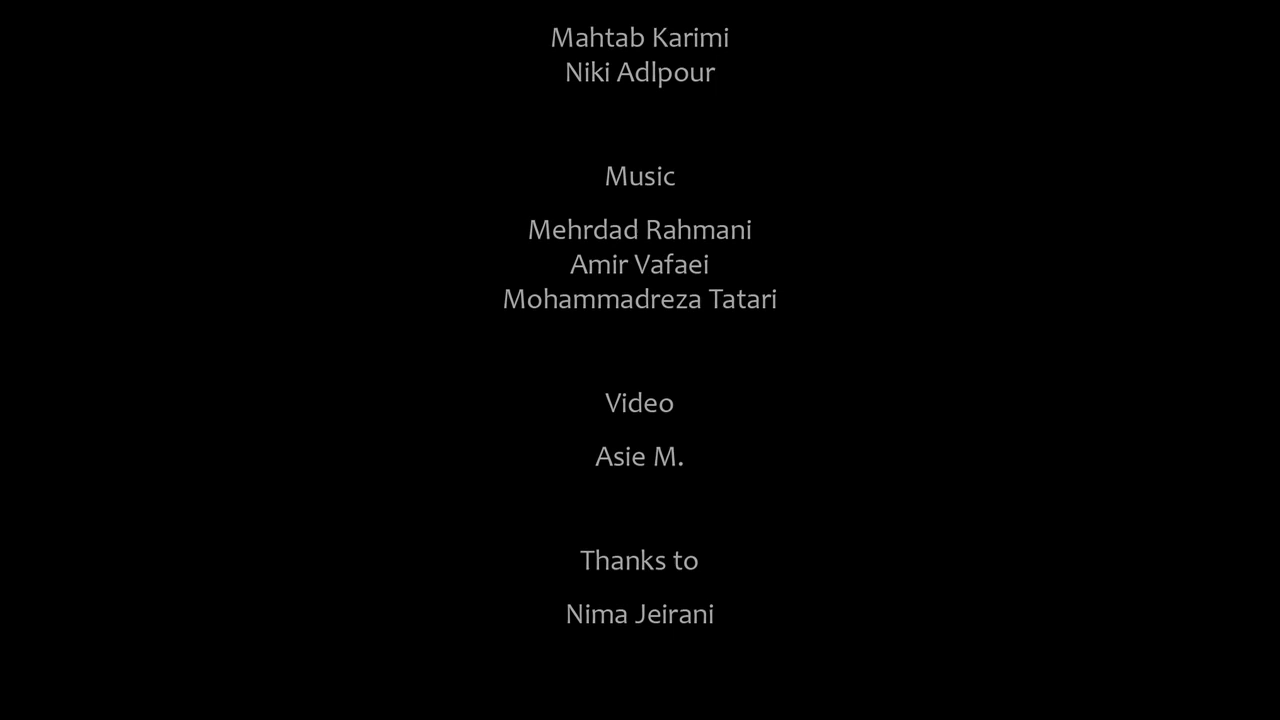 Mahtab Karimi
Niki Adlpour
Music
Mehrdad Rahmani
Amir Vafaei
Mohammadreza Tatari
Video
Asie M.
Thanks to
Nima Jeirani